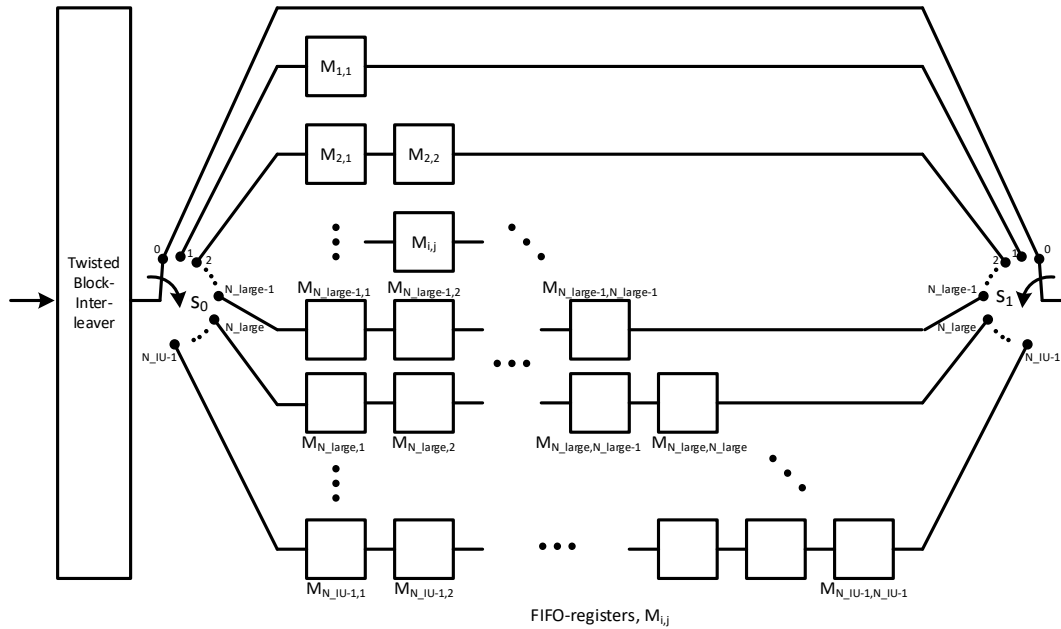 0
0
M1,1
M2,1
M2,2
1
2
2
1
Mi,j
Twisted
Block-
Inter-
leaver
S0
S1
N_large-1
MN_large-1,1
MN_large-1,2
MN_large-1,N_large-1
N_large-1
N_large
N_large
N_IU-1
N_IU-1
MN_large,1
MN_large,2
MN_large,N_large-1
MN_large,N_large
MN_IU-1,1
MN_IU-1,2
MN_IU-1,N_IU-1
FIFO-registers, Mi,j